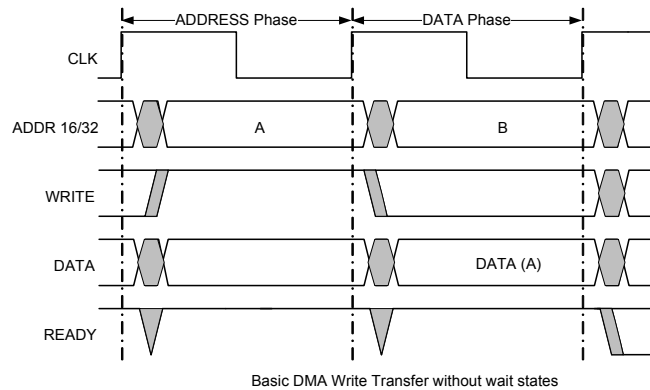 ADDRESS Phase
DATA Phase
CLK
ADDR 16/32
A
B
WRITE
DATA
DATA (A)
READY
Basic DMA Write Transfer without wait states